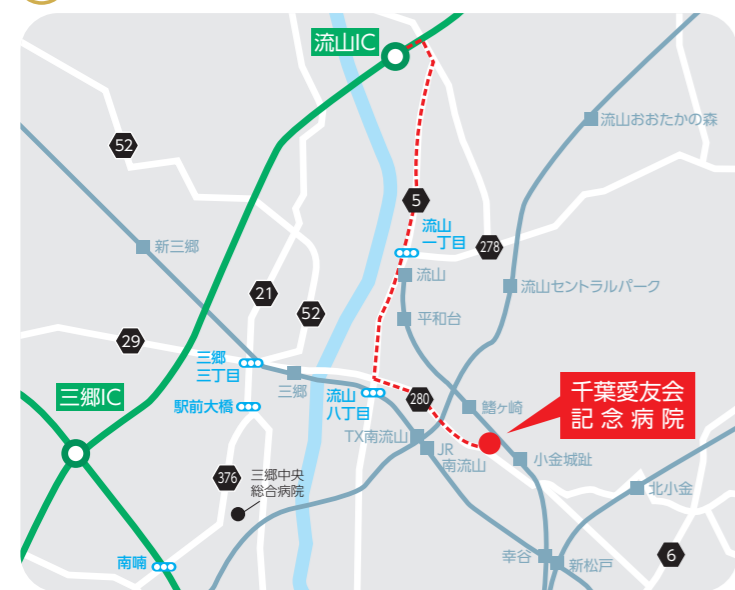 流山IC
流山おおたかの森
52
5
流山
一丁目
278
新三郷
流山
流山セントラルパーク
21
52
平和台
29
三郷
三丁目
三郷
三郷IC
駅前大橋
流山
八丁目
280
鰭ヶ崎
千葉愛友会
記念病院
TX南流山
JR
南流山
小金城趾
376
三郷中央
総合病院
北小金
南𡋽
幸谷
新松戸
6